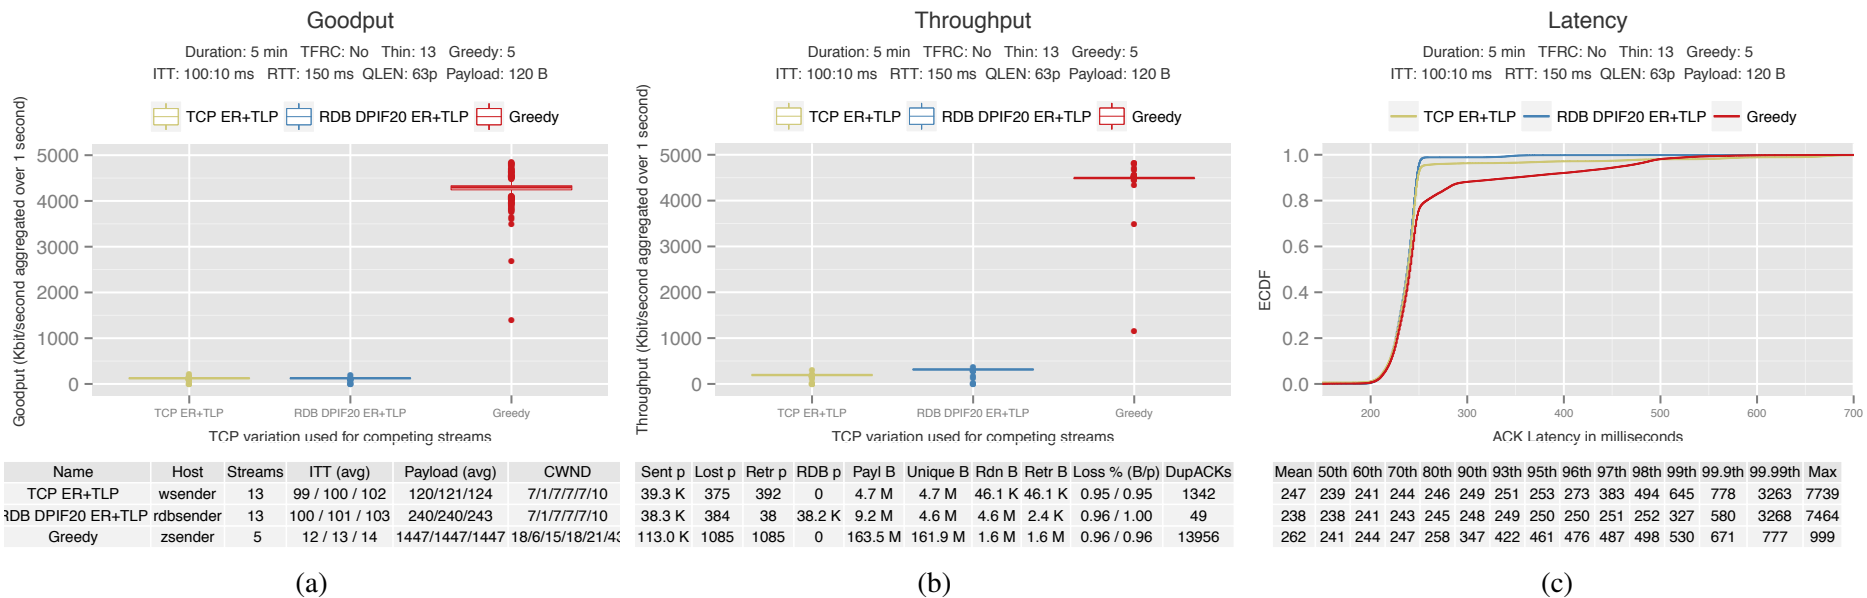 Goodput
Duration: 5 min TFRC: No Thin: 13 Greedy: 5
ITT: 100:10 ms RTT: 150 ms QLEN: 63p Payload: 120 B
TCP ER+TLP RDB DPIF20 ER+TLP Greedy
Goodput (Kbit/second aggregated over 1 second)
5000
4000
3000
2000
1000
0
TCP ER+TLP RDB DPIF20 ER+TLP Greedy
TCP variation used for competing streams
Name Host Streams ITT (avg) Payload (avg) CWND
TCP ER+TLP wsender 13 99 / 100 / 102 120/121/124 7/1/7/7/7/10
RDB DPIF20 ER+TLP rdbsender 13 100 / 101 / 103 240/240/243 7/1/7/7/7/10
Greedy zsender 5 12 / 13 / 14 1447/1447/1447 18/6/15/18/21/43
(a)
Throughput
Duration: 5 min TFRC: No Thin: 13 Greedy: 5
ITT: 100:10 ms RTT: 150 ms QLEN: 63p Payload: 120 B
TCP ER+TLP RDB DPIF20 ER+TLP Greedy
Throughput (Kbit/second aggregated over 1 second)
5000
4000
3000
2000
1000
0
TCP ER+TLP RDB DPIF20 ER+TLP Greedy
TCP variation used for competing streams
Sent p Lost p Retr p RDB p Payl B Unique B Rdn B Retr B Loss % (B/p) DupACKs
39.3 K 375 392 0 4.7 M 4.7 M 46.1 K 46.1 K 0.95 / 0.95 1342
38.3 K 384 38 38.2 K 9.2 M 4.6 M 4.6 M 2.4 K 0.96 / 1.00 49
113.0 K 1085 1085 0 163.5 M 161.9 M 1.6 M 1.6 M 0.96 / 0.96 13956
(b)
Latency
Duration: 5 min TFRC: No Thin: 13 Greedy: 5
ITT: 100:10 ms RTT: 150 ms QLEN: 63p Payload: 120 B
TCP ER+TLP RDB DPIF20 ER+TLP Greedy
ECDF
1.0
0.8
0.6
0.4
0.2
0.0
200 300 400 500 600 700
ACK Latency in milliseconds
Mean 50th 60th 70th 80th 90th 93th 95th 96th 97th 98th 99th 99.9th 99.99th Max
247 239 241 244 246 249 251 253 273 383 494 645 778 3263 7739
238 238 241 243 245 248 249 250 250 251 252 327 580 3268 7464
262 241 244 247 258 347 422 461 476 487 498 530 671 777 999
(c)